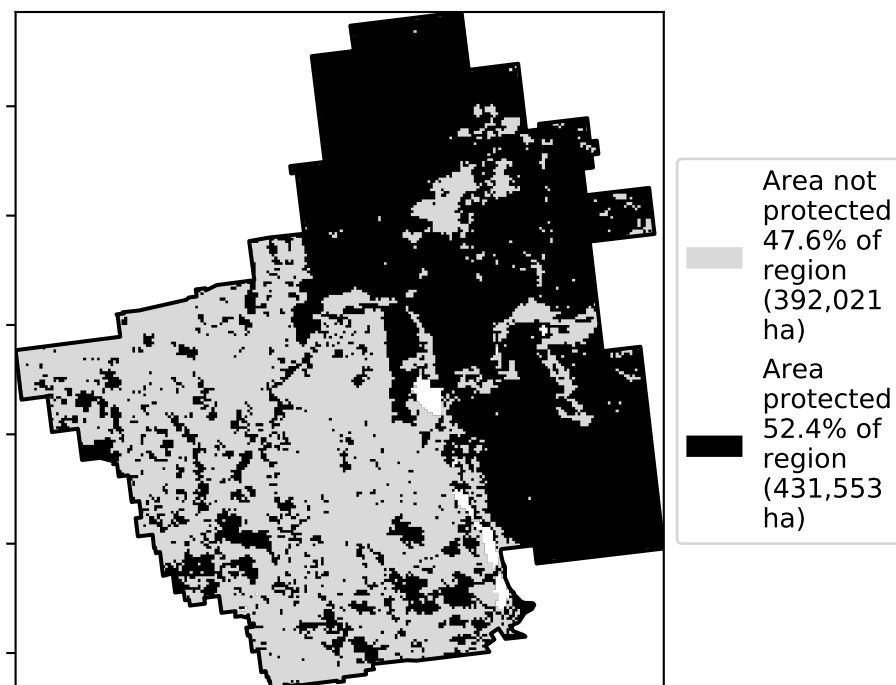 Area not
protected
47.6% of
region
(392,021
ha)
Area
protected
52.4% of
region
(431,553
ha)